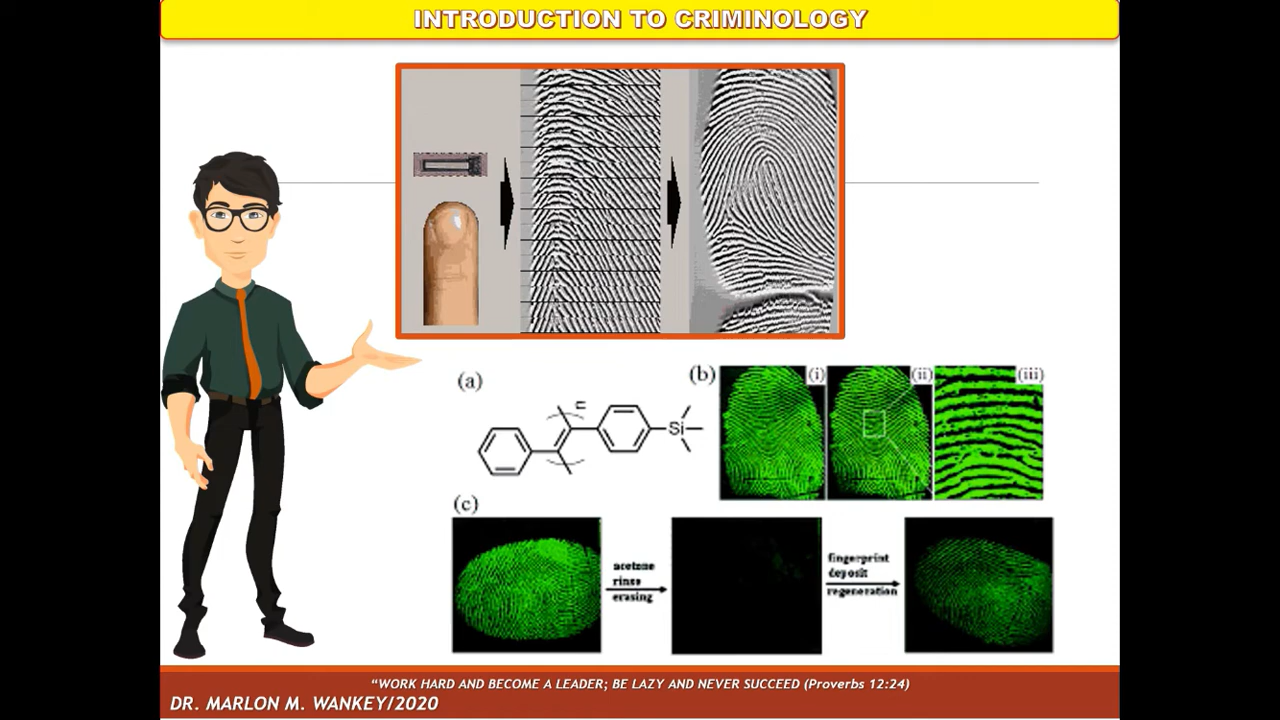 INTRODUCTION TO CRIMINOLOGY
(a)
n
Si
(b)
(i)
(ii)
(iii)
(c)
acetone
rinse
erasing
fingerprint
deposit
regeneration
“WORK HARD AND BECOME A LEADER; BE LAZY AND NEVER SUCCEED (Proverbs 12:24)
DR. MARLON M. WANKEY/2020